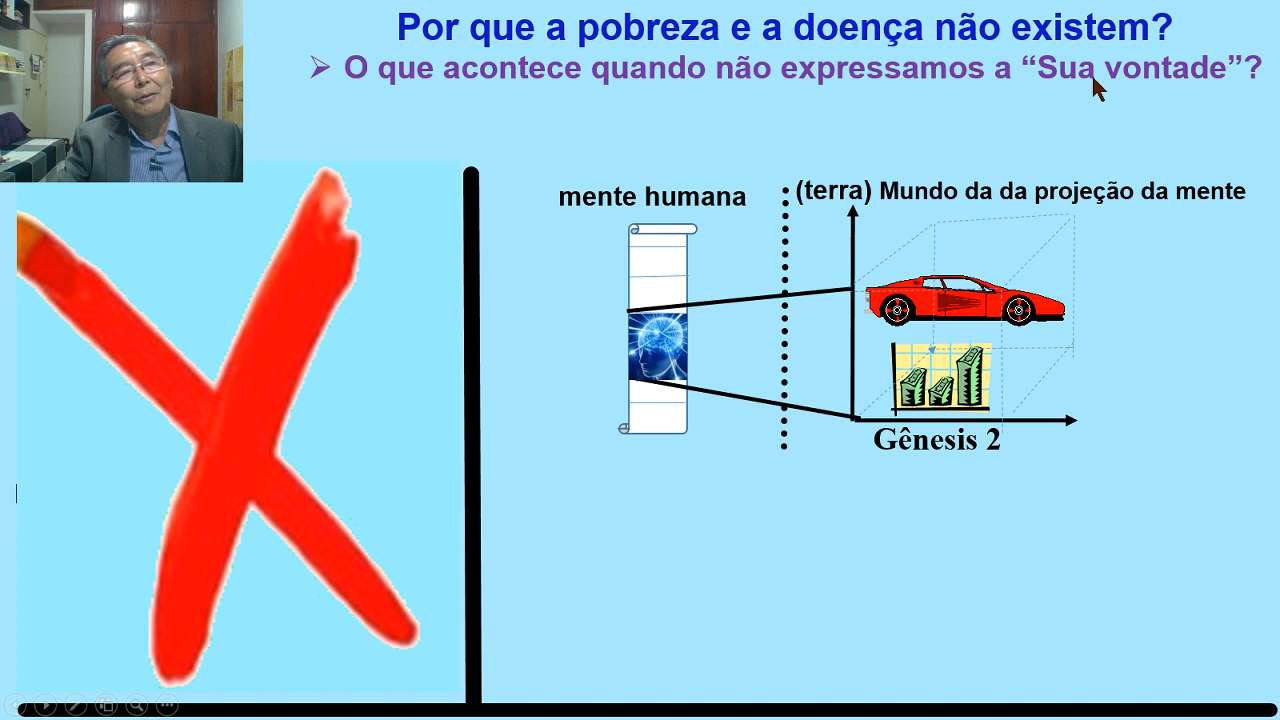 Por que a pobreza e a doença não existem?
➢ O que acontece quando não expressamos a “Sua vontade”?
mente humana
(terra) Mundo da da projeção da mente
Gênesis 2